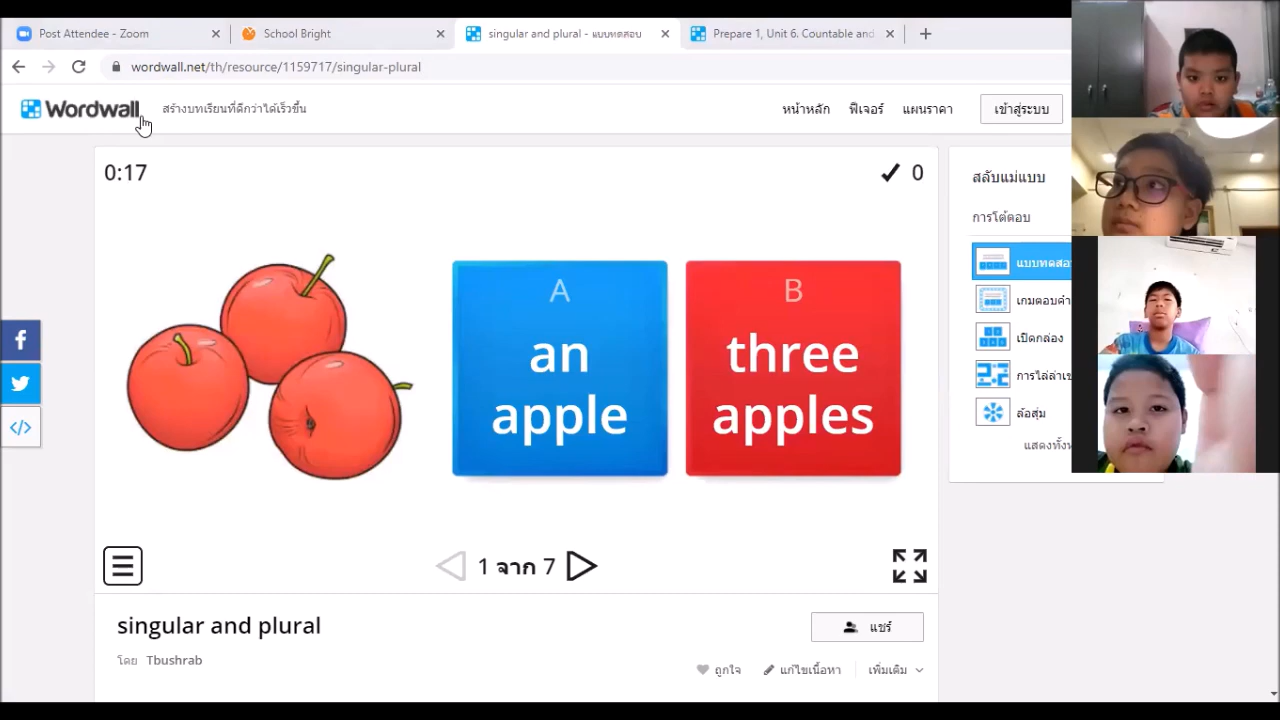 Post Attendee - Zoom
School Bright
singular and plural - แบบทดสอบ
Prepare 1, Unit 6. Countable and
wordwall.net/th/resource/1159717/singular-plural
Wordwall
สร้างบทเรียนที่ดีกว่าได้เร็วขึ้น
หน้าหลัก ฟีเจอร์ แผนราคา เข้าสู่ระบบ
0:17
0
สลับแม่แบบ
การโต้ตอบ
A
an
apple
B
three
apples
แบบทดสอ
เกมตอบคำ
เปิดกล่อง
การไล่ล่าเข
ล้อสุ่ม
แสดงทั้ง
1 จาก 7
singular and plural
แชร์
โดย Tbushrab
ถูกใจ แก้ไขเนื้อหา เพิ่มเติม